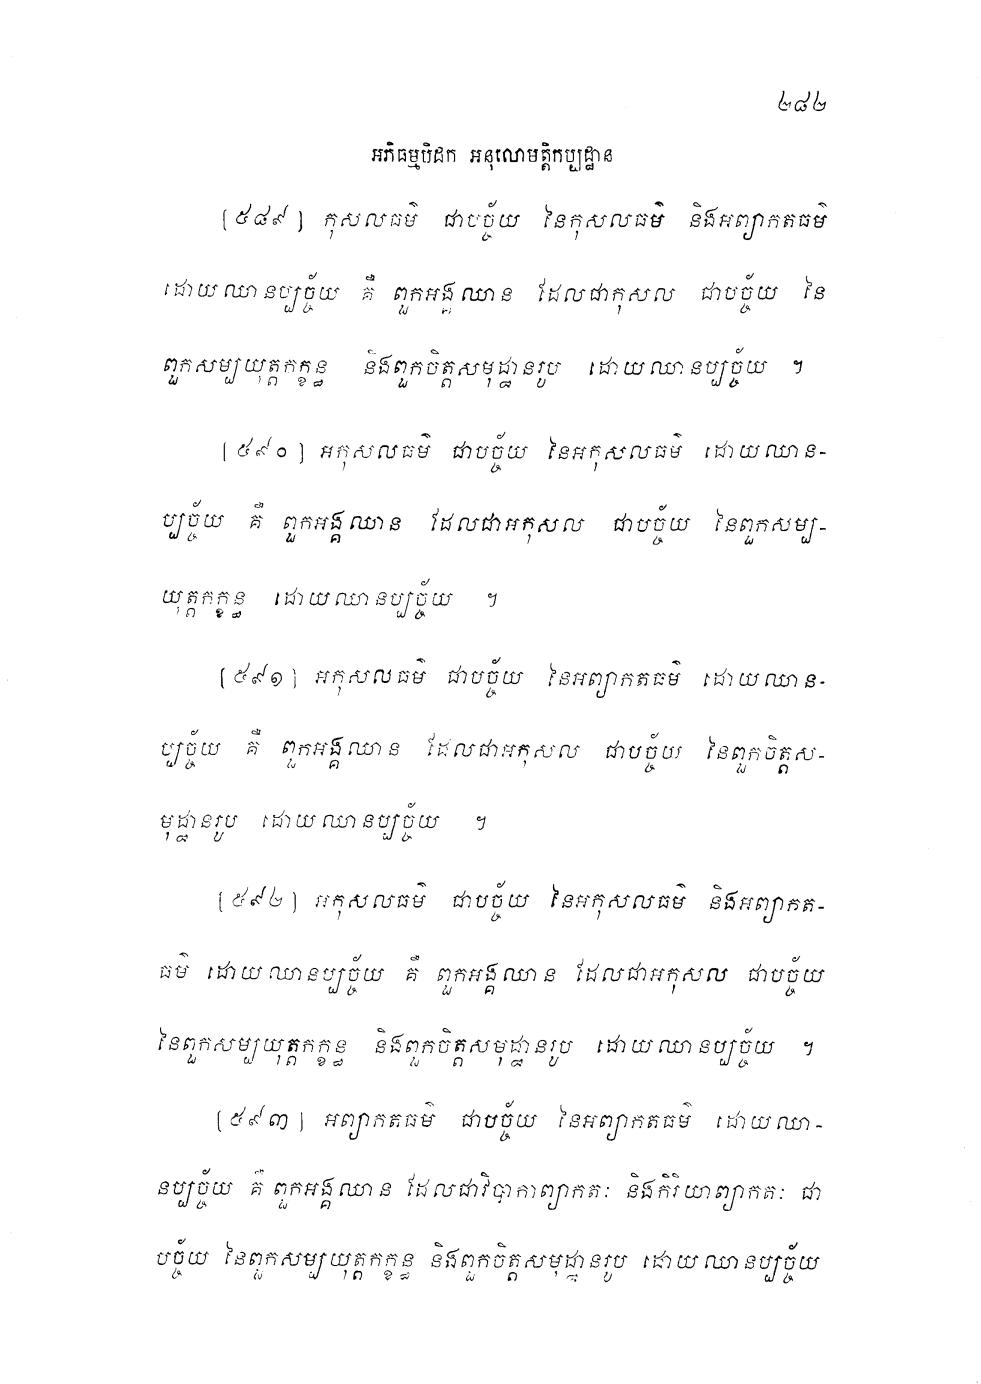 ២៨២
អភិធម្មបិដក អនុលោមត្តិកប្បដ្ឋាន
[៥៨៩] កុសលធម៌ ជាបច្ច័យ នៃកុសលធម៌ និងអព្យាកតធម៌
ដោយឈានប្បច្ច័យ គឺ ពួកអង្គឈាន ដែលជាកុសល ជាបច្ច័យ នៃ
ពួកសម្បយុត្តកក្ខន្ធ និងពួកចិត្តសមុដ្ឋានរូប ដោយឈានប្បច្ច័យ ។
[៥៩០] អកុសលធម៌ ជាបច្ច័យ នៃអកុសលធម៌ ដោយឈាន-
ប្បច្ច័យ គឺ ពួកអង្គឈាន ដែលជាអកុសល ជាបច្ច័យ នៃពួកសម្ប-
យុត្តកក្ខន្ធ ដោយឈានប្បច្ច័យ ។
[៥៩១] អកុសលធម៌ ជាបច្ច័យ នៃអព្យាកតធម៌ ដោយឈាន-
ប្បច្ច័យ គឺ ពួកអង្គឈាន ដែលជាអកុសល ជាបច្ច័យ នៃពួកចិត្តស-
មុដ្ឋានរូប ដោយឈានប្បច្ច័យ ។
[៥៩២] អកុសលធម៌ ជាបច្ច័យ នៃអកុសលធម៌ និងអព្យាកត-
ធម៌ ដោយឈានប្បច្ច័យ គឺ ពួកអង្គឈាន ដែលជាអកុសល ជាបច្ច័យ
នៃពួកសម្បយុត្តកក្ខន្ធ និងពួកចិត្តសមុដ្ឋានរូប ដោយឈានប្បច្ច័យ ។
[៥៩៣] អព្យាកតធម៌ ជាបច្ច័យ នៃអព្យាកតធម៌ ដោយឈា-
នប្បច្ច័យ គឺ ពួកអង្គឈាន ដែលជាវិបាកាព្យាកតៈ និងកិរិយាព្យាកតៈ ជា
បច្ច័យ នៃពួកសម្បយុត្តកក្ខន្ធ និងពួកចិត្តសមុដ្ឋានរូប ដោយឈានប្បច្ច័យ